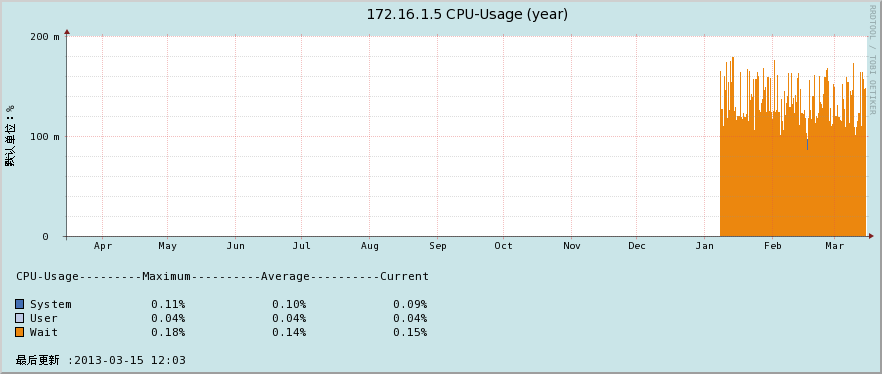 172.16.1.5 CPU-Usage (year)
RRDTOOL / TOBI OETIKER
默认单位：%
200 m
100 m
0
Apr May Jun Jul Aug Sep Oct Nov Dec Jan Feb Mar
CPU-Usage---------Maximum----------Average----------Current
System 0.11% 0.10% 0.09%
User 0.04% 0.04% 0.04%
Wait 0.18% 0.14% 0.15%
最后更新 :2013-03-15 12:03